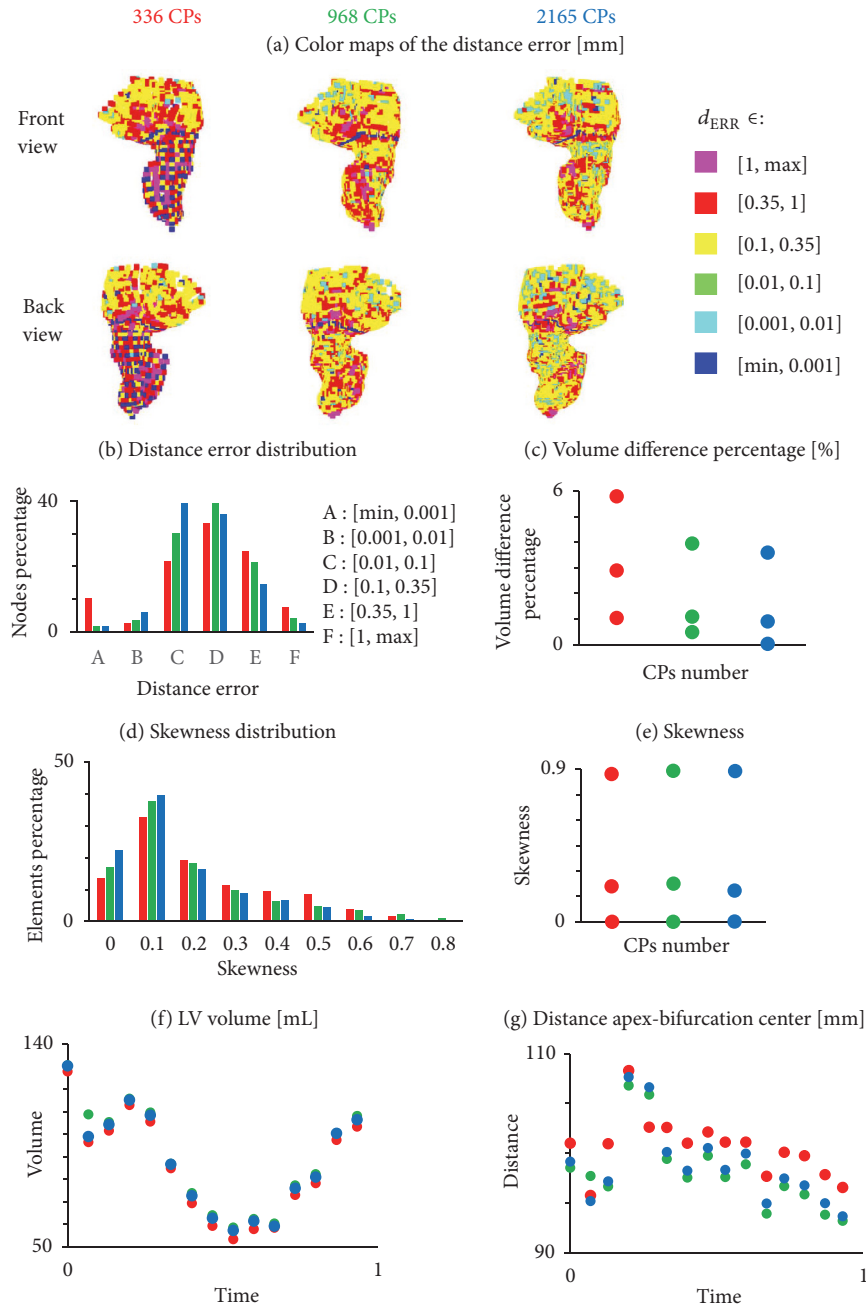 336 CPs 968 CPs 2165 CPs
(a) Color maps of the distance error [mm]
Front
view
Back
view
d_ERR ∈:
[1, max]
[0.35, 1]
[0.1, 0.35]
[0.01, 0.1]
[0.001, 0.01]
[min, 0.001]
(b) Distance error distribution
40
0
Nodes percentage
A B C D E F
Distance error
A : [min, 0.001]
B : [0.001, 0.01]
C : [0.01, 0.1]
D : [0.1, 0.35]
E : [0.35, 1]
F : [1, max]
(c) Volume difference percentage [%]
6
0
Volume difference
percentage
CPs number
(d) Skewness distribution
50
0
Elements percentage
0 0.1 0.2 0.3 0.4 0.5 0.6 0.7 0.8
Skewness
(e) Skewness
0.9
0
Skewness
CPs number
(f) LV volume [mL]
140
50
Volume
0 1
Time
(g) Distance apex-bifurcation center [mm]
110
90
Distance
0 1
Time